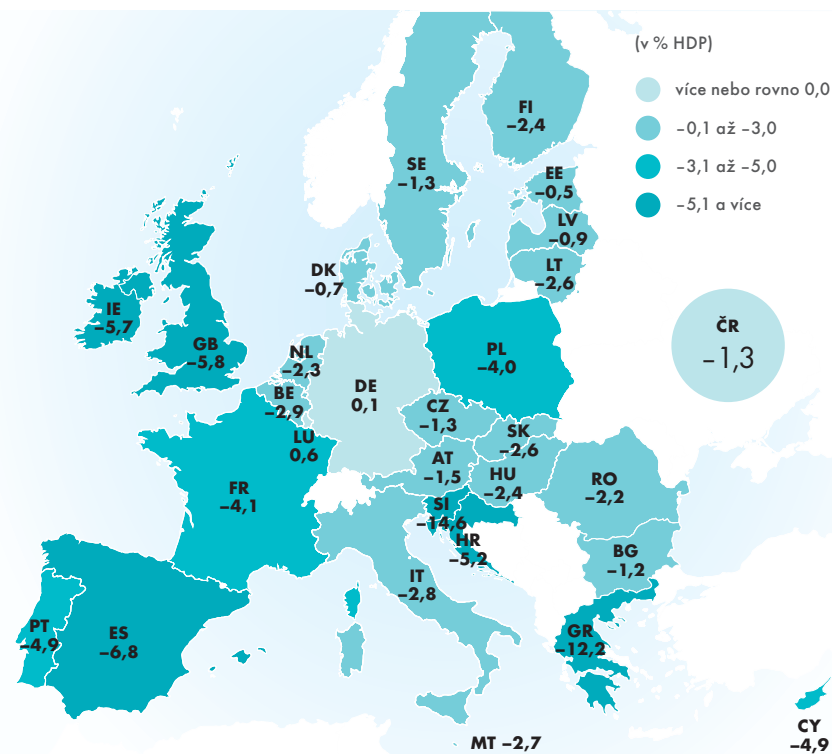 (v % HDP)
více nebo rovno 0,0
–0,1 až –3,0
–3,1 až –5,0
–5,1 a více
FI
–2,4
SE
–1,3
EE
–0,5
LV
–0,9
LT
–2,6
DK
–0,7
IE
–5,7
GB
–5,8
NL
–2,3
BE
–2,9
DE
0,1
PL
–4,0
ČR
–1,3
CZ
–1,3
LU
0,6
SK
–2,6
AT
–1,5
HU
–2,4
RO
–2,2
FR
–4,1
SI
–14,6
HR
–5,2
BG
–1,2
IT
–2,8
PT
–4,9
ES
–6,8
GR
–12,2
CY
–4,9
MT –2,7